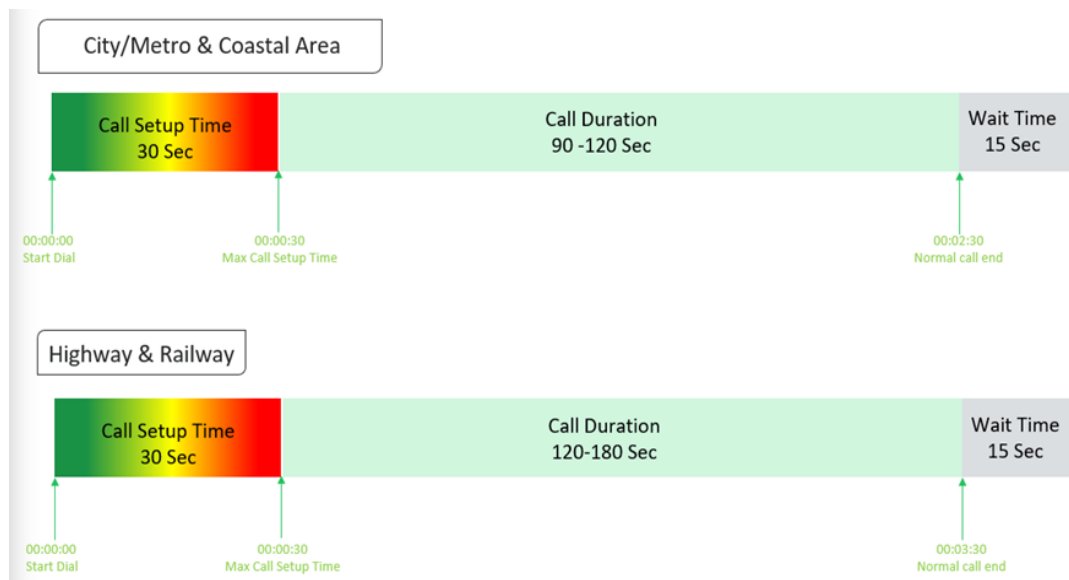 City/Metro & Coastal Area
Call Setup Time
30 Sec
Call Duration
90 -120 Sec
Wait Time
15 Sec
00:00:00
Start Dial
00:00:30
Max Call Setup Time
00:02:30
Normal call end
Highway & Railway
Call Setup Time
30 Sec
Call Duration
120-180 Sec
Wait Time
15 Sec
00:00:00
Start Dial
00:00:30
Max Call Setup Time
00:03:30
Normal call end